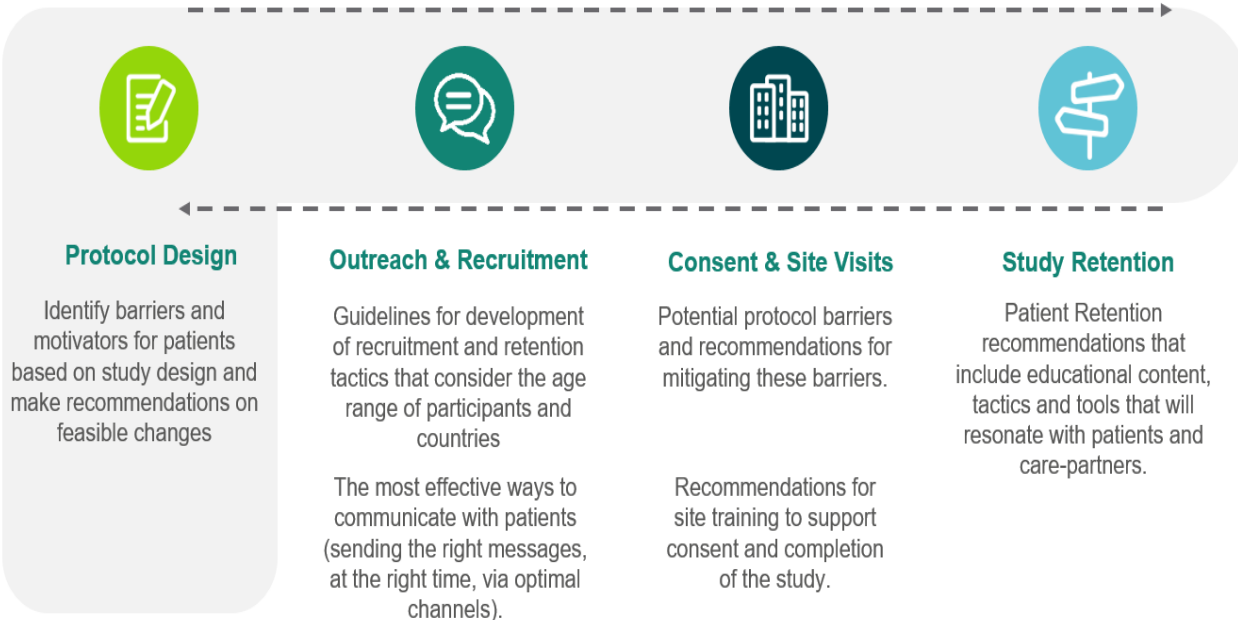 Protocol Design
Identify barriers and
motivators for patients
based on study design and
make recommendations on
feasible changes
Outreach & Recruitment
Guidelines for development
of recruitment and retention
tactics that consider the age
range of participants and
countries
The most effective ways to
communicate with patients
(sending the right messages,
at the right time, via optimal
channels).
Consent & Site Visits
Potential protocol barriers
and recommendations for
mitigating these barriers.
Recommendations for
site training to support
consent and completion
of the study.
Study Retention
Patient Retention
recommendations that
include educational content,
tactics and tools that will
resonate with patients and
care-partners.